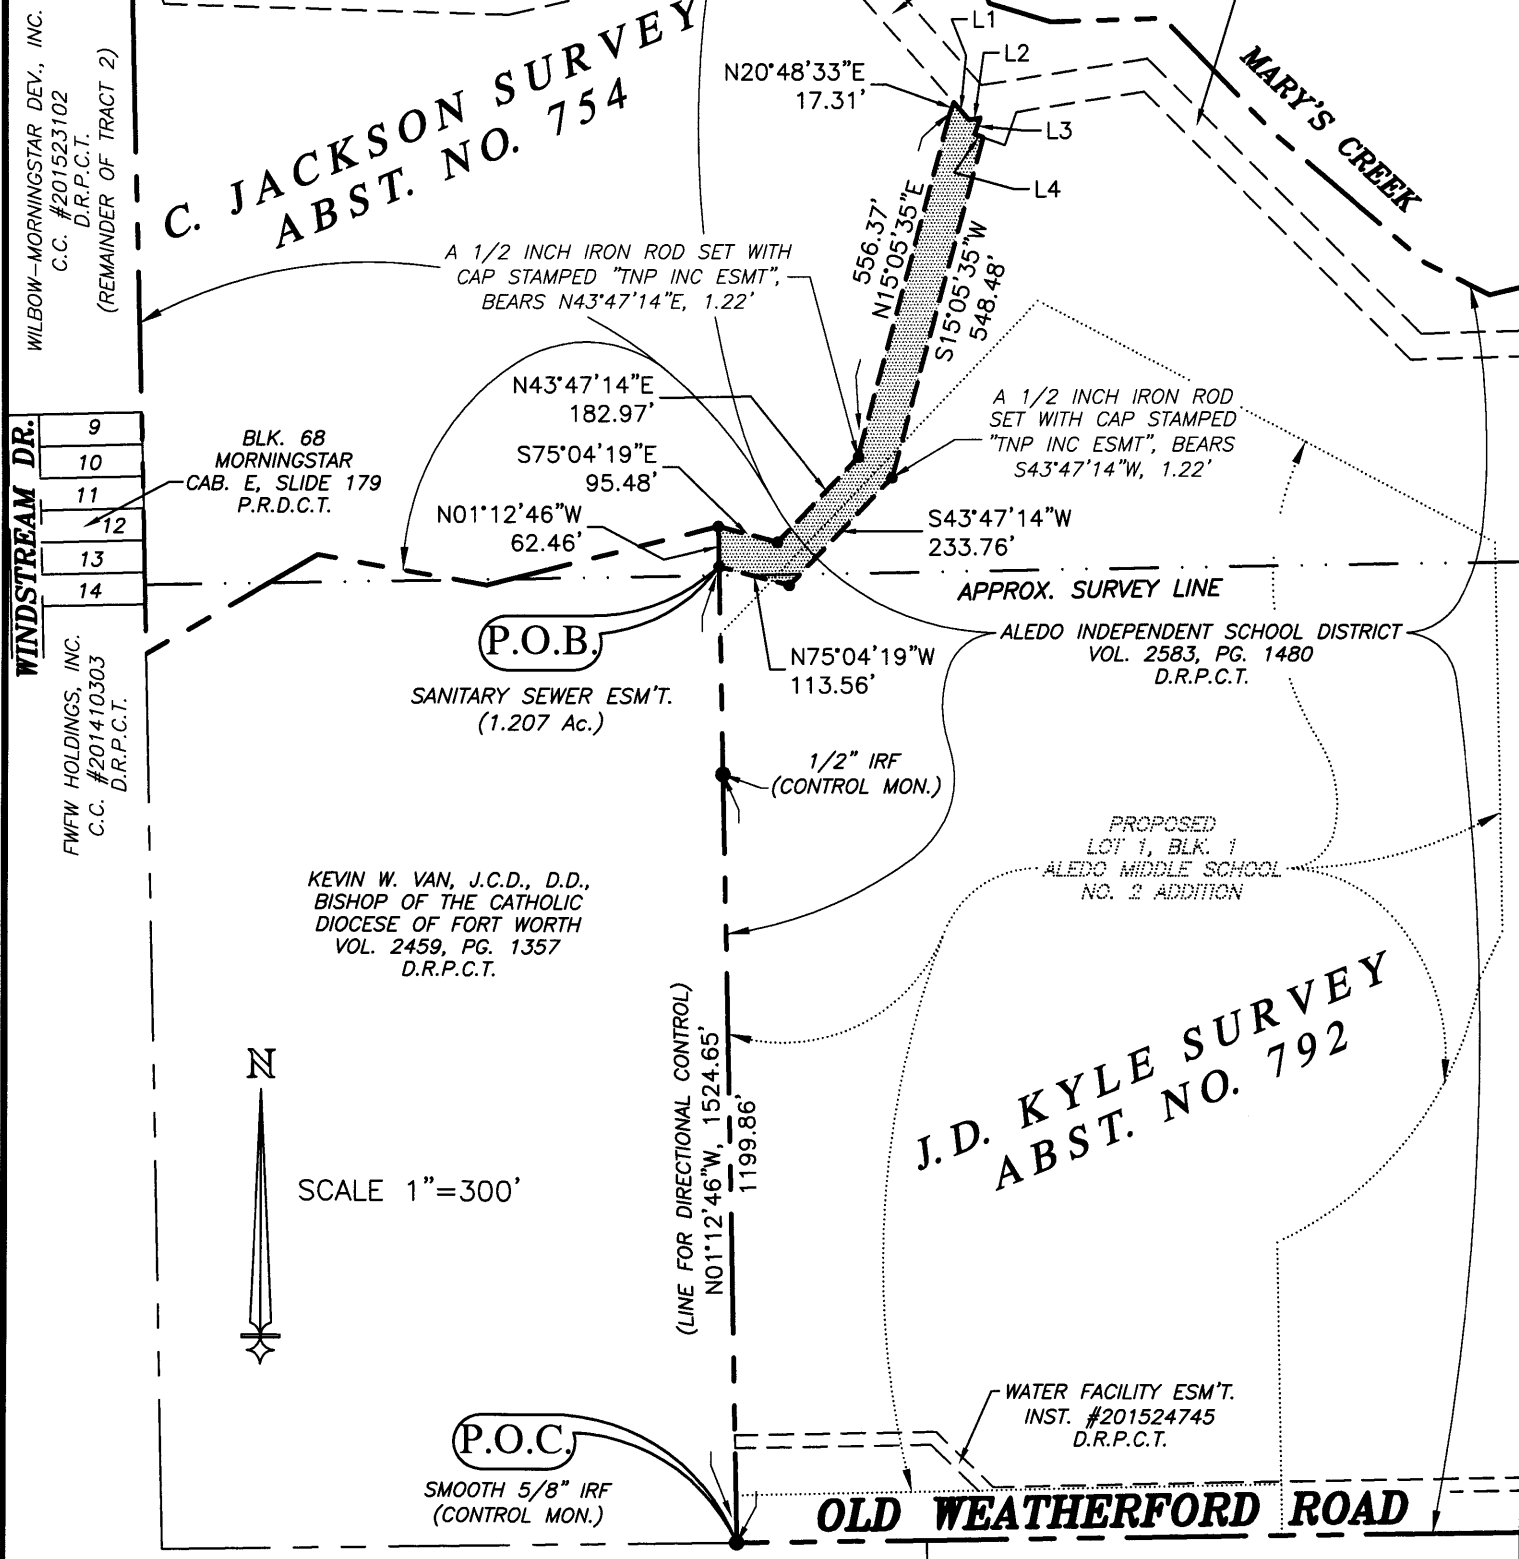 WILBOW-MORNINGSTAR DEV., INC.
C.C. #201523102
D.R.P.C.T.
(REMAINDER OF TRACT 2)
C. JACKSON SURVEY
ABST. NO. 754
L1
L2
N20°48'33"E
17.31'
L3
L4
MARY'S CREEK
556.37'
N15°05'35"E
S15°05'35"W
548.48'
A 1/2 INCH IRON ROD SET WITH
CAP STAMPED "TNP INC ESMT",
BEARS N43°47'14"E, 1.22'
N43°47'14"E
182.97'
A 1/2 INCH IRON ROD
SET WITH CAP STAMPED
"TNP INC ESMT", BEARS
S43°47'14"W, 1.22'
WINDSTREAM DR.
9
10
11
12
13
14
BLK. 68
MORNINGSTAR
CAB. E, SLIDE 179
P.R.D.C.T.
S75°04'19"E
95.48'
N01°12'46"W
62.46'
S43°47'14"W
233.76'
APPROX. SURVEY LINE
P.O.B.
SANITARY SEWER ESM'T.
(1.207 Ac.)
N75°04'19"W
113.56'
ALEDO INDEPENDENT SCHOOL DISTRICT
VOL. 2583, PG. 1480
D.R.P.C.T.
FWFW HOLDINGS, INC.
C.C. #201410303
D.R.P.C.T.
1/2" IRF
(CONTROL MON.)
PROPOSED
LOT 1, BLK. 1
ALEDO MIDDLE SCHOOL
NO. 2 ADDITION
KEVIN W. VAN, J.C.D., D.D.,
BISHOP OF THE CATHOLIC
DIOCESE OF FORT WORTH
VOL. 2459, PG. 1357
D.R.P.C.T.
J.D. KYLE SURVEY
ABST. NO. 792
(LINE FOR DIRECTIONAL CONTROL)
N01°12'46"W, 1524.65'
1199.86'
N
SCALE 1"=300'
WATER FACILITY ESM'T.
INST. #201524745
D.R.P.C.T.
P.O.C.
SMOOTH 5/8" IRF
(CONTROL MON.)
OLD WEATHERFORD ROAD